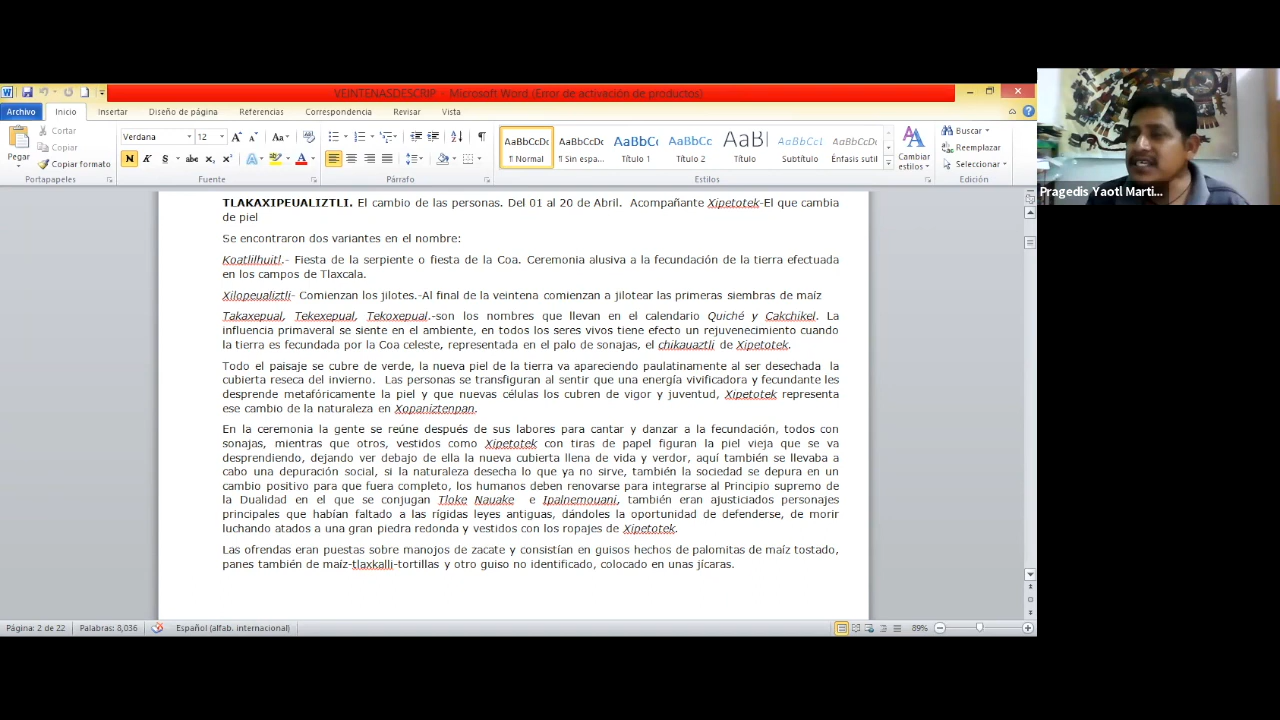 VEINTENASDESCRIP - Microsoft Word (Error de activación de productos)
Archivo Inicio Insertar Diseño de página Referencias Correspondencia Revisar Vista
Pegar
Cortar
Copiar
Copiar formato
Portapapeles
Verdana 12
Fuente
Párrafo
AaBbCcDc AaBbCcDc AaBbCc AaBbCc AaBl AaBbCcI AaBbCcDc
¶ Normal ¶ Sin espa... Título 1 Título 2 Título Subtítulo Énfasis sutil
Estilos
Cambiar estilos
Buscar
Reemplazar
Seleccionar
Edición
Pragedis Yaotl Marti...
TLAKAXIPEUALIZTLI. El cambio de las personas. Del 01 al 20 de Abril. Acompañante Xipetotek-El que cambia
de piel
Se encontraron dos variantes en el nombre:
Koatlilhuitl.- Fiesta de la serpiente o fiesta de la Coa. Ceremonia alusiva a la fecundación de la tierra efectuada
en los campos de Tlaxcala.
Xilopeualiztli- Comienzan los jilotes.-Al final de la veintena comienzan a jilotear las primeras siembras de maíz
Takaxepual, Tekexepual, Tekoxepual.-son los nombres que llevan en el calendario Quiché y Cakchikel. La
influencia primaveral se siente en el ambiente, en todos los seres vivos tiene efecto un rejuvenecimiento cuando
la tierra es fecundada por la Coa celeste, representada en el palo de sonajas, el chikauaztli de Xipetotek.
Todo el paisaje se cubre de verde, la nueva piel de la tierra va apareciendo paulatinamente al ser desechada la
cubierta reseca del invierno. Las personas se transfiguran al sentir que una energía vivificadora y fecundante les
desprende metafóricamente la piel y que nuevas células los cubren de vigor y juventud, Xipetotek representa
ese cambio de la naturaleza en Xopaniztenpan.
En la ceremonia la gente se reúne después de sus labores para cantar y danzar a la fecundación, todos con
sonajas, mientras que otros, vestidos como Xipetotek con tiras de papel figuran la piel vieja que se va
desprendiendo, dejando ver debajo de ella la nueva cubierta llena de vida y verdor, aquí también se llevaba a
cabo una depuración social, si la naturaleza desecha lo que ya no sirve, también la sociedad se depura en un
cambio positivo para que fuera completo, los humanos deben renovarse para integrarse al Principio supremo de
la Dualidad en el que se conjugan Tloke Nauake e Ipalnemouani, también eran ajusticiados personajes
principales que habían faltado a las rígidas leyes antiguas, dándoles la oportunidad de defenderse, de morir
luchando atados a una gran piedra redonda y vestidos con los ropajes de Xipetotek.
Las ofrendas eran puestas sobre manojos de zacate y consistían en guisos hechos de palomitas de maíz tostado,
panes también de maíz-tlaxkalli-tortillas y otro guiso no identificado, colocado en unas jícaras.
Página: 2 de 22 Palabras: 8,036 Español (alfab. internacional) 89%